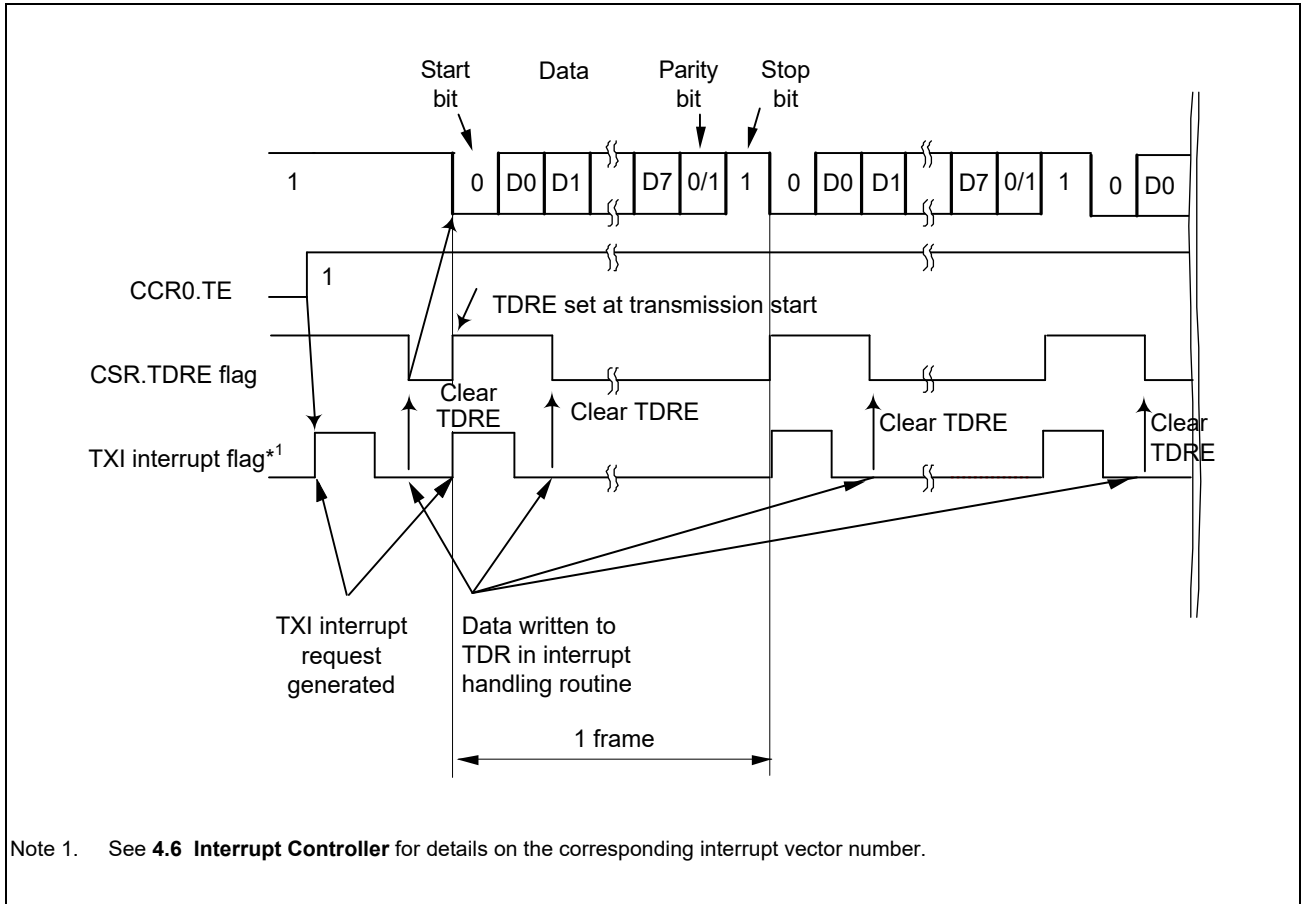 Start
bit
Data
Parity
bit
Stop
bit
1
0 D0 D1 D7 0/1 1 0 D0 D1 D7 0/1 1 0 D0
CCR0.TE
1
TDRE set at transmission start
CSR.TDRE flag
Clear
TDRE
Clear TDRE
Clear TDRE
Clear
TDRE
TXI interrupt flag*1
TXI interrupt
request
generated
Data written to
TDR in interrupt
handling routine
1 frame
Note 1. See 4.6 Interrupt Controller for details on the corresponding interrupt vector number.